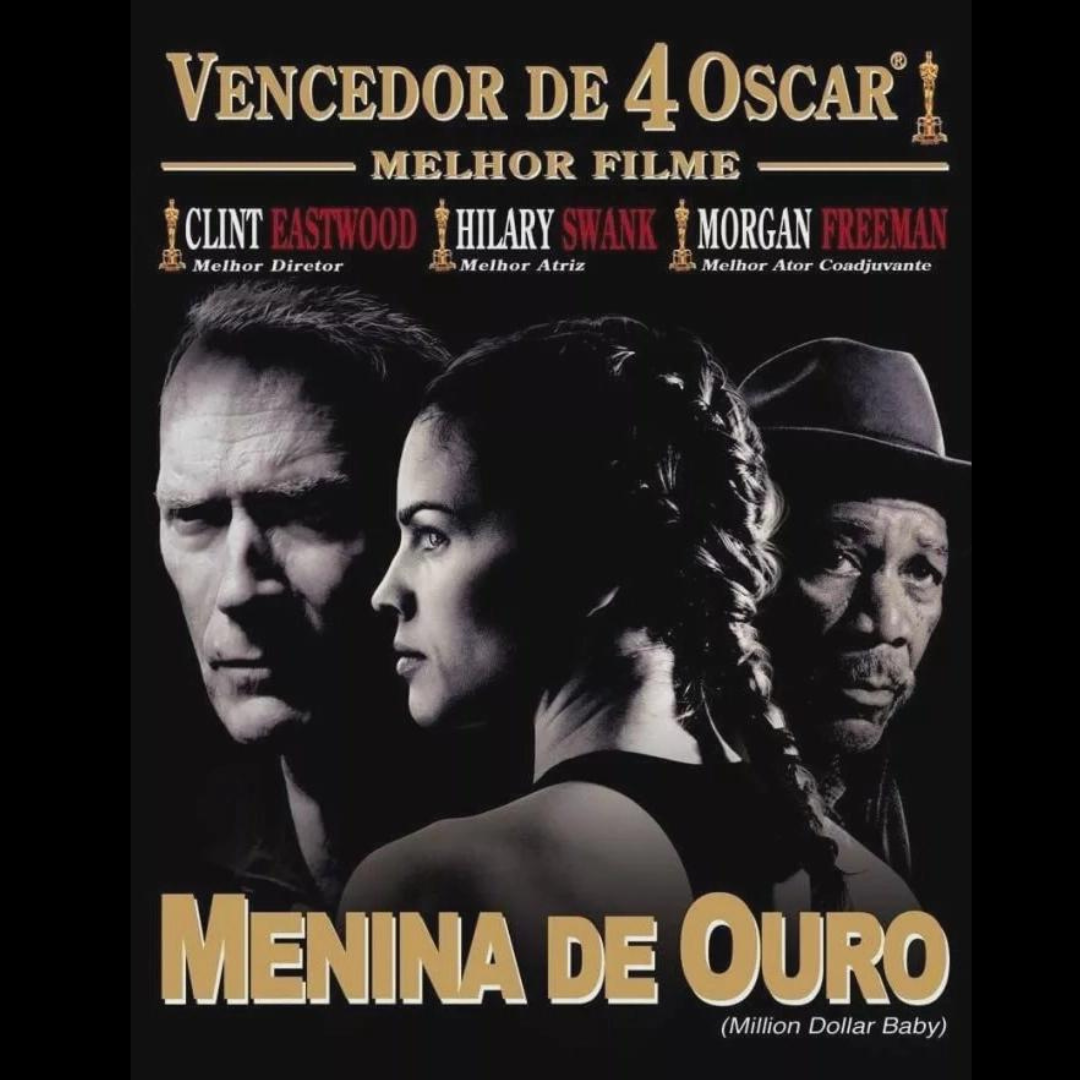 VENCEDOR DE 4 OSCAR®
MELHOR FILME
CLINT EASTWOOD HILARY SWANK MORGAN FREEMAN
Melhor Diretor Melhor Atriz Melhor Ator Coadjuvante
MENINA DE OURO
(Million Dollar Baby)